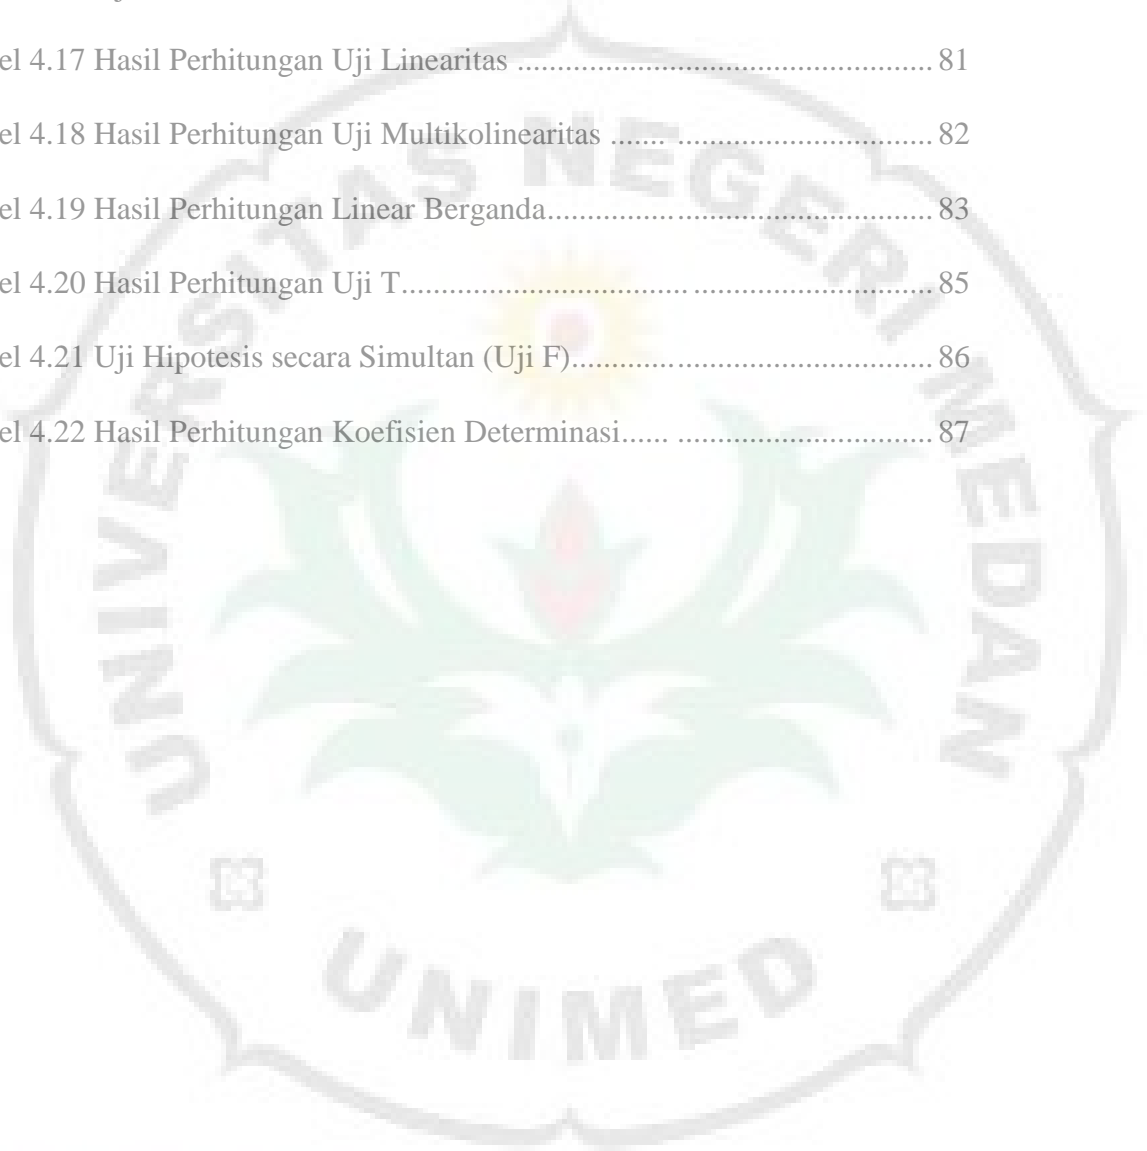 el 4.17 Hasil Perhitungan Uji Linearitas .................................................... 81
el 4.18 Hasil Perhitungan Uji Multikolinearitas ....... ................................ 82
el 4.19 Hasil Perhitungan Linear Berganda................................................ 83
el 4.20 Hasil Perhitungan Uji T.................................... .............................. 85
el 4.21 Uji Hipotesis secara Simultan (Uji F)............................................. 86
el 4.22 Hasil Perhitungan Koefisien Determinasi...... ................................ 87
UNIVERSITAS NEGERI MEDAN
UNIMED